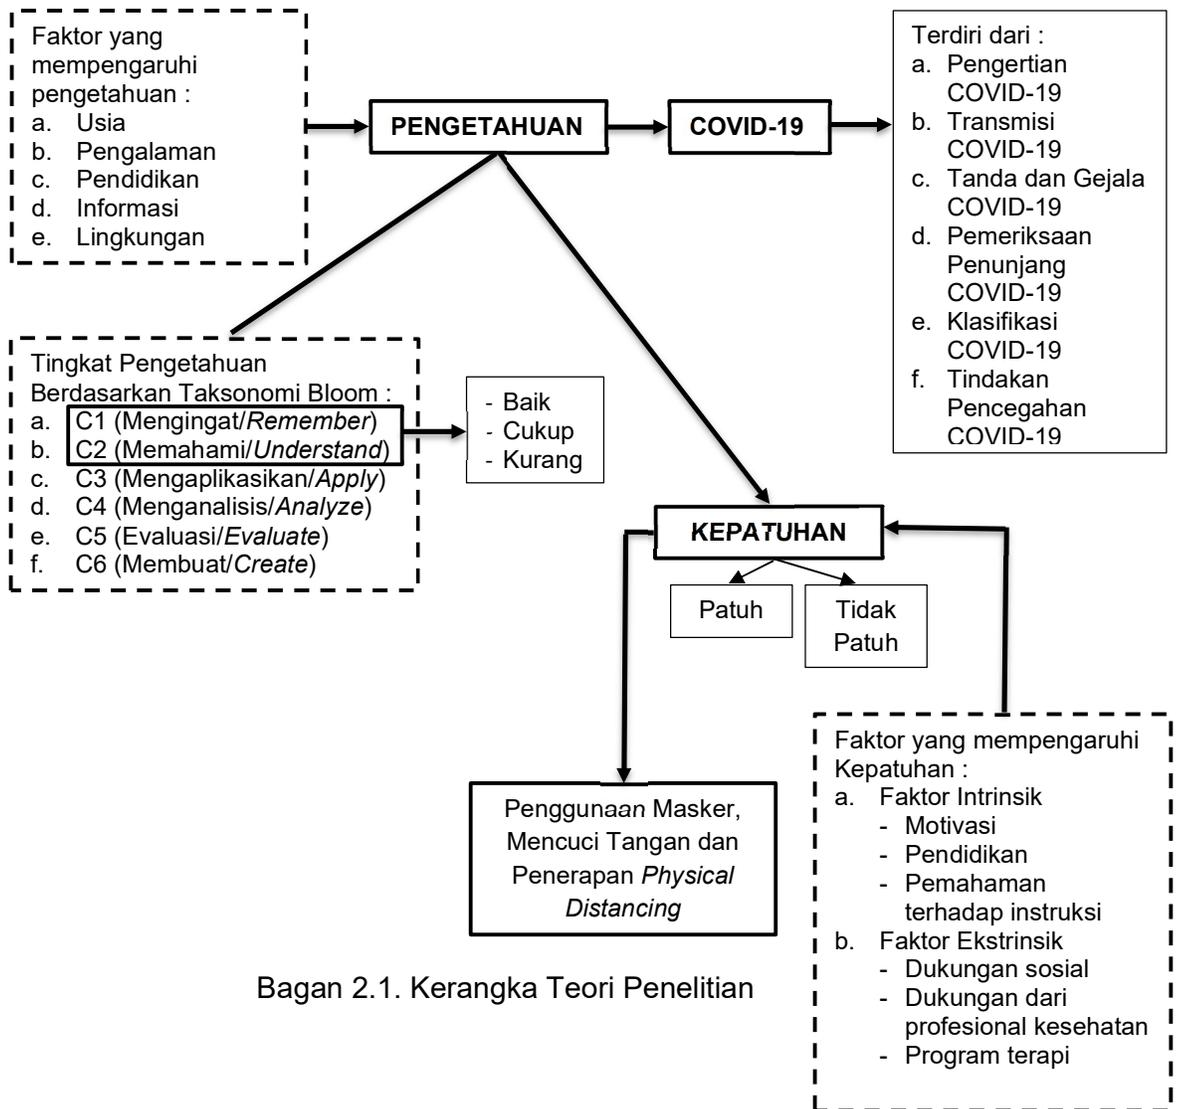 Faktor yang
mempengaruhi
pengetahuan :
a. Usia
b. Pengalaman
c. Pendidikan
d. Informasi
e. Lingkungan
PENGETAHUAN
COVID-19
Terdiri dari :
a. Pengertian
COVID-19
b. Transmisi
COVID-19
c. Tanda dan Gejala
COVID-19
d. Pemeriksaan
Penunjang
COVID-19
e. Klasifikasi
COVID-19
f. Tindakan
Pencegahan
COVID-19
Tingkat Pengetahuan
Berdasarkan Taksonomi Bloom :
a. C1 (Mengingat/Remember)
b. C2 (Memahami/Understand)
c. C3 (Mengaplikasikan/Apply)
d. C4 (Menganalisis/Analyze)
e. C5 (Evaluasi/Evaluate)
f. C6 (Membuat/Create)
- Baik
- Cukup
- Kurang
KEPATUHAN
Patuh
Tidak
Patuh
Penggunaan Masker,
Mencuci Tangan dan
Penerapan Physical
Distancing
Faktor yang mempengaruhi
Kepatuhan :
a. Faktor Intrinsik
- Motivasi
- Pendidikan
- Pemahaman
terhadap instruksi
b. Faktor Ekstrinsik
- Dukungan sosial
- Dukungan dari
profesional kesehatan
- Program terapi
Bagan 2.1. Kerangka Teori Penelitian